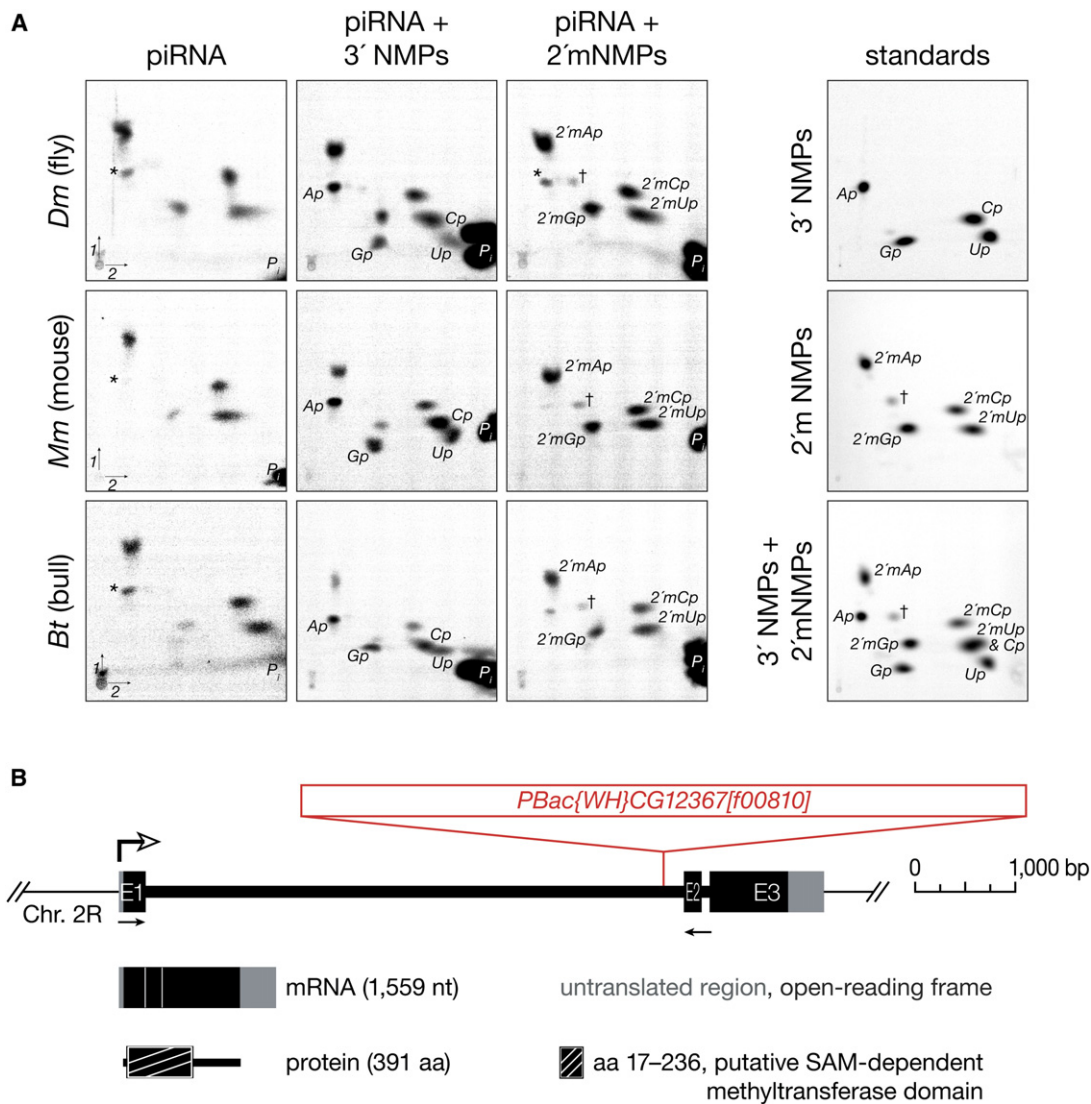 A
piRNA
piRNA +
3´ NMPs
piRNA +
2´mNMPs
standards
Dm (fly)
*
1
2
Pi
Ap
Gp
Cp
Up
Pi
2´mAp
*
†
2´mGp
2´mCp
2´mUp
Pi
3´ NMPs
Ap
Gp
Cp
Up
Mm (mouse)
*
1
2
Pi
Ap
Gp
Cp
Up
Pi
2´mAp
†
2´mGp
2´mCp
2´mUp
Pi
2´m NMPs
2´mAp
†
2´mGp
2´mCp
2´mUp
Bt (bull)
*
1
2
Pi
Ap
Gp
Cp
Up
Pi
2´mAp
†
2´mGp
2´mCp
2´mUp
Pi
3´ NMPs +
2´mNMPs
2´mAp
Ap
†
2´mGp
Gp
2´mCp
2´mUp
& Cp
Up
B
PBac{WH}CG12367[f00810]
0 1,000 bp
E1 E2 E3
Chr. 2R
mRNA (1,559 nt)
untranslated region, open-reading frame
protein (391 aa)
aa 17–236, putative SAM-dependent
methyltransferase domain